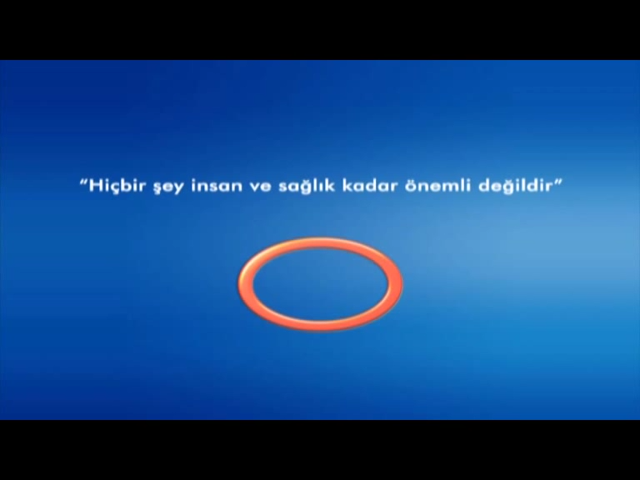 “Hiçbir şey insan ve sağlık kadar önemli değildir”